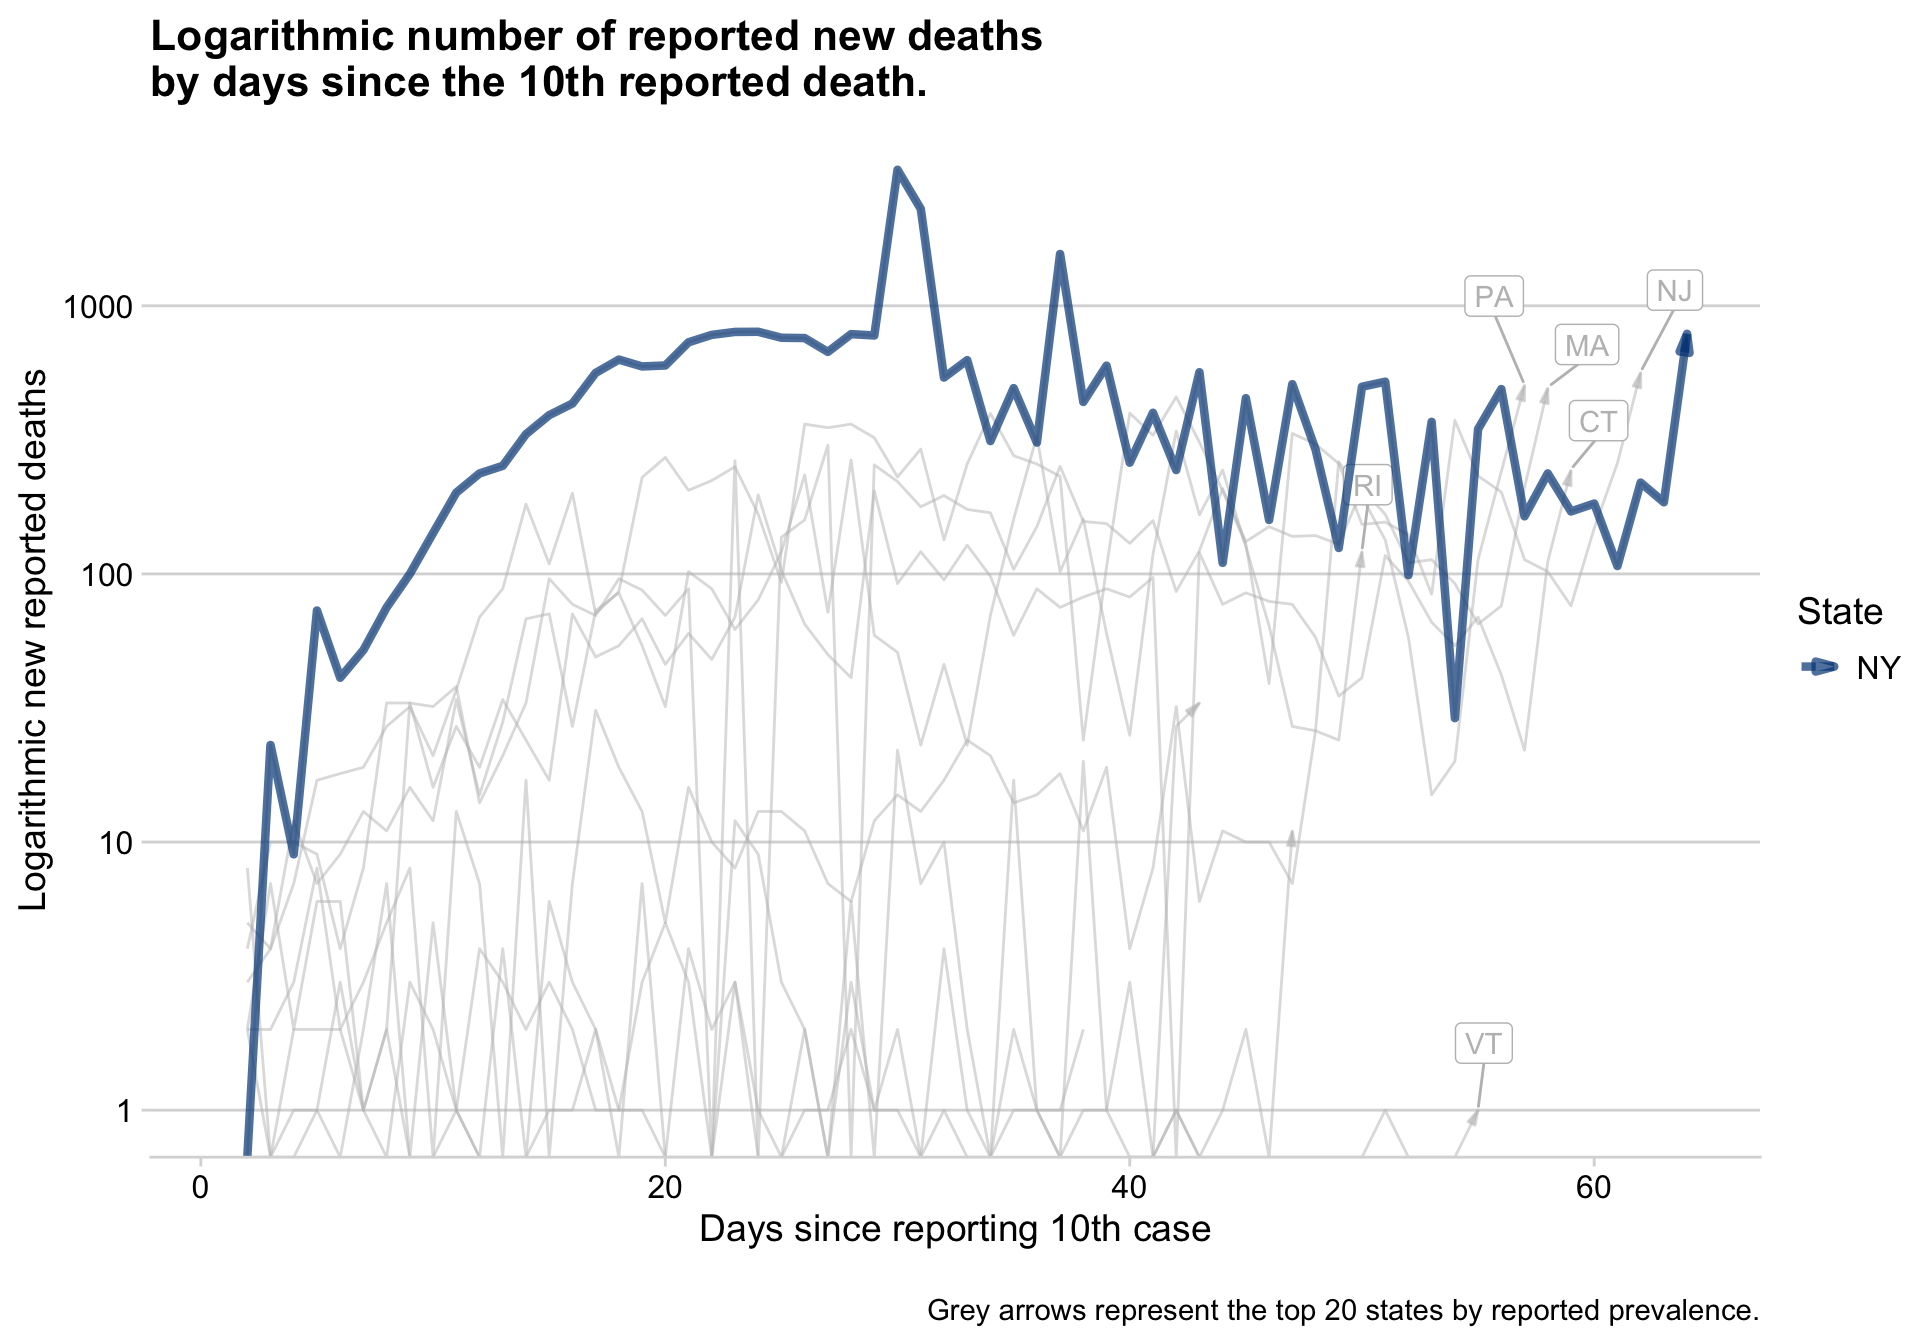 Logarithmic number of reported new deaths
by days since the 10th reported death.
Logarithmic new reported deaths
1000
100
10
1
PA
NJ
MA
CT
RI
VT
State
NY
0
20
40
60
Days since reporting 10th case
Grey arrows represent the top 20 states by reported prevalence.